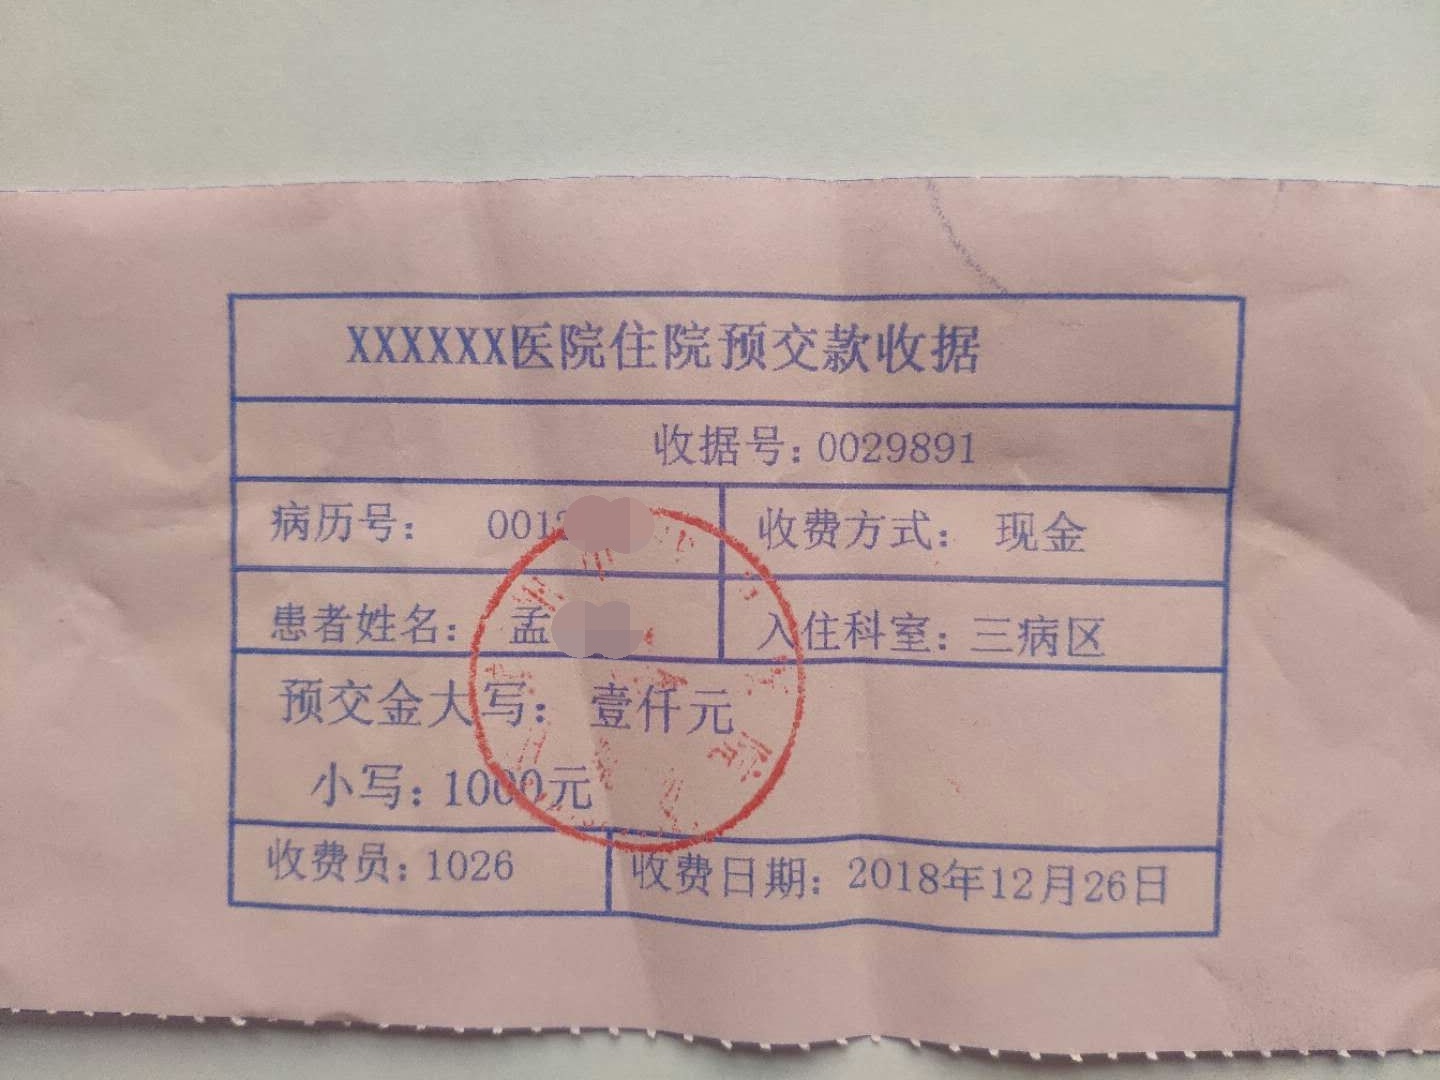 XXXXXX医院住院预交款收据
收据号：0029891
病历号： 001 收费方式： 现金
患者姓名： 孟 入住科室：三病区
预交金大写： 壹仟元
小写：1000元
收费员：1026 收费日期：2018年12月26日